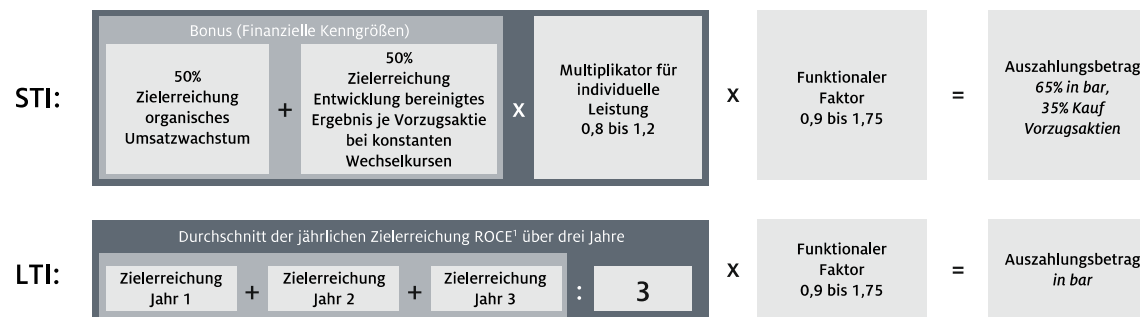 STI:
Bonus (Finanzielle Kenngrößen)
50%
Zielerreichung
organisches
Umsatzwachstum
+
50%
Zielerreichung
Entwicklung bereinigtes
Ergebnis je Vorzugsaktie
bei konstanten
Wechselkursen
X
Multiplikator für
individuelle
Leistung
0,8 bis 1,2
X
Funktionaler
Faktor
0,9 bis 1,75
=
Auszahlungsbetrag
65% in bar,
35% Kauf
Vorzugsaktien
LTI:
Durchschnitt der jährlichen Zielerreichung ROCE¹ über drei Jahre
Zielerreichung
Jahr 1
+
Zielerreichung
Jahr 2
+
Zielerreichung
Jahr 3
:
3
X
Funktionaler
Faktor
0,9 bis 1,75
=
Auszahlungsbetrag
in bar